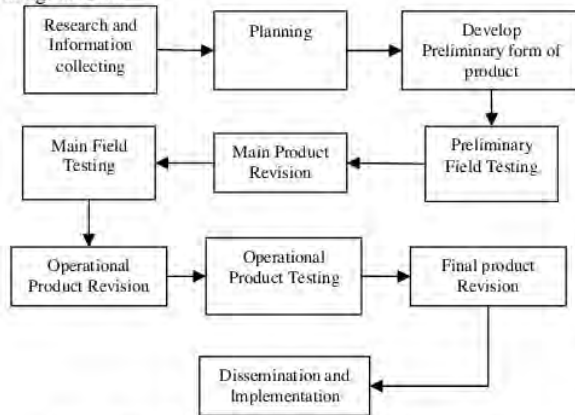 Research and
Information
collecting
Planning
Develop
Preliminary form of
product
Main Field
Testing
Main Product
Revision
Preliminary
Field Testing
Operational
Product Revision
Operational
Product Testing
Final product
Revision
Dissemination and
Implementation